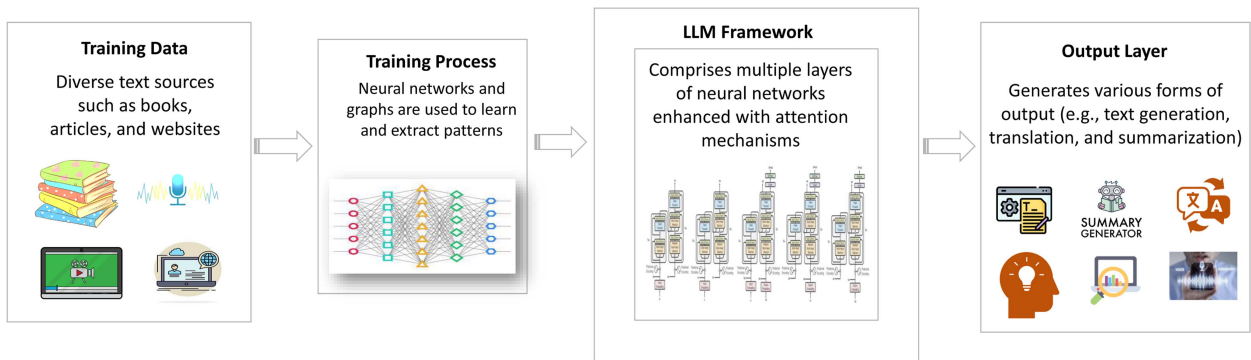 Training Data
Diverse text sources
such as books,
articles, and websites
Training Process
Neural networks and
graphs are used to learn
and extract patterns
LLM Framework
Comprises multiple layers
of neural networks
enhanced with attention
mechanisms
Output Layer
Generates various forms of
output (e.g., text generation,
translation, and summarization)
T
文
A
SUMMARY
GENERATOR